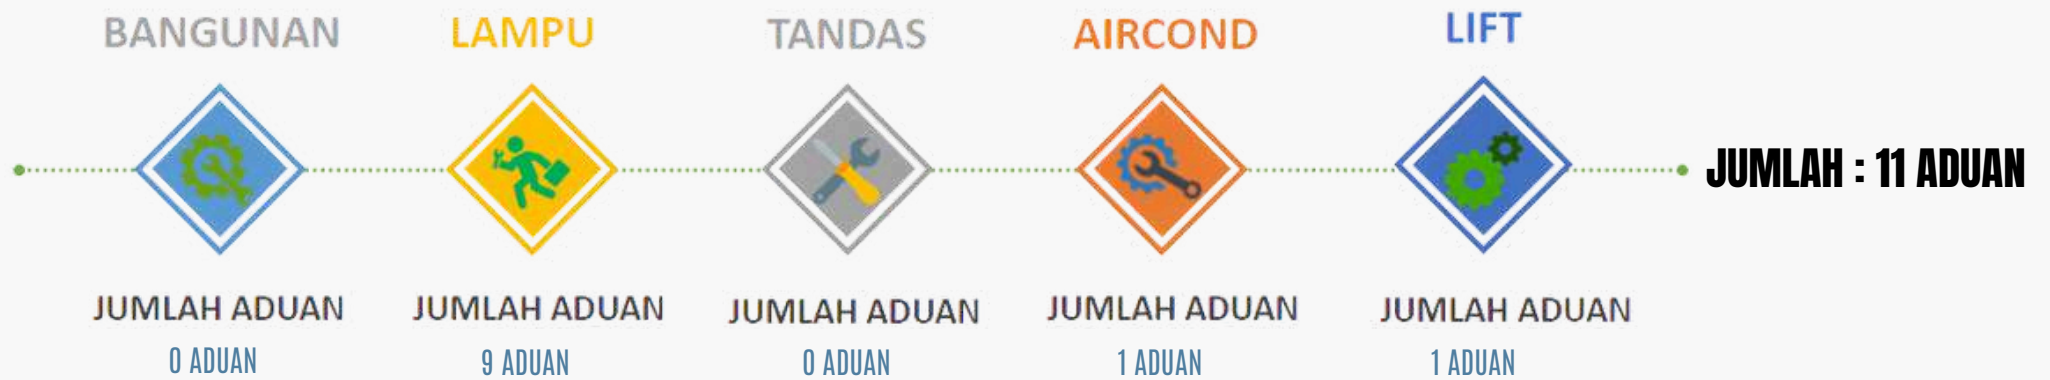 BANGUNAN
LAMPU
TANDAS
AIRCOND
LIFT
JUMLAH : 11 ADUAN
JUMLAH ADUAN
JUMLAH ADUAN
JUMLAH ADUAN
JUMLAH ADUAN
JUMLAH ADUAN
0 ADUAN
9 ADUAN
0 ADUAN
1 ADUAN
1 ADUAN